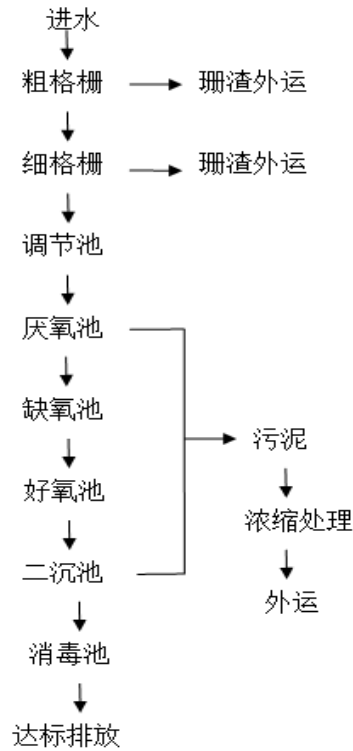 进水
粗格栅
珊渣外运
细格栅
珊渣外运
调节池
厌氧池
缺氧池
污泥
好氧池
浓缩处理
二沉池
外运
消毒池
达标排放